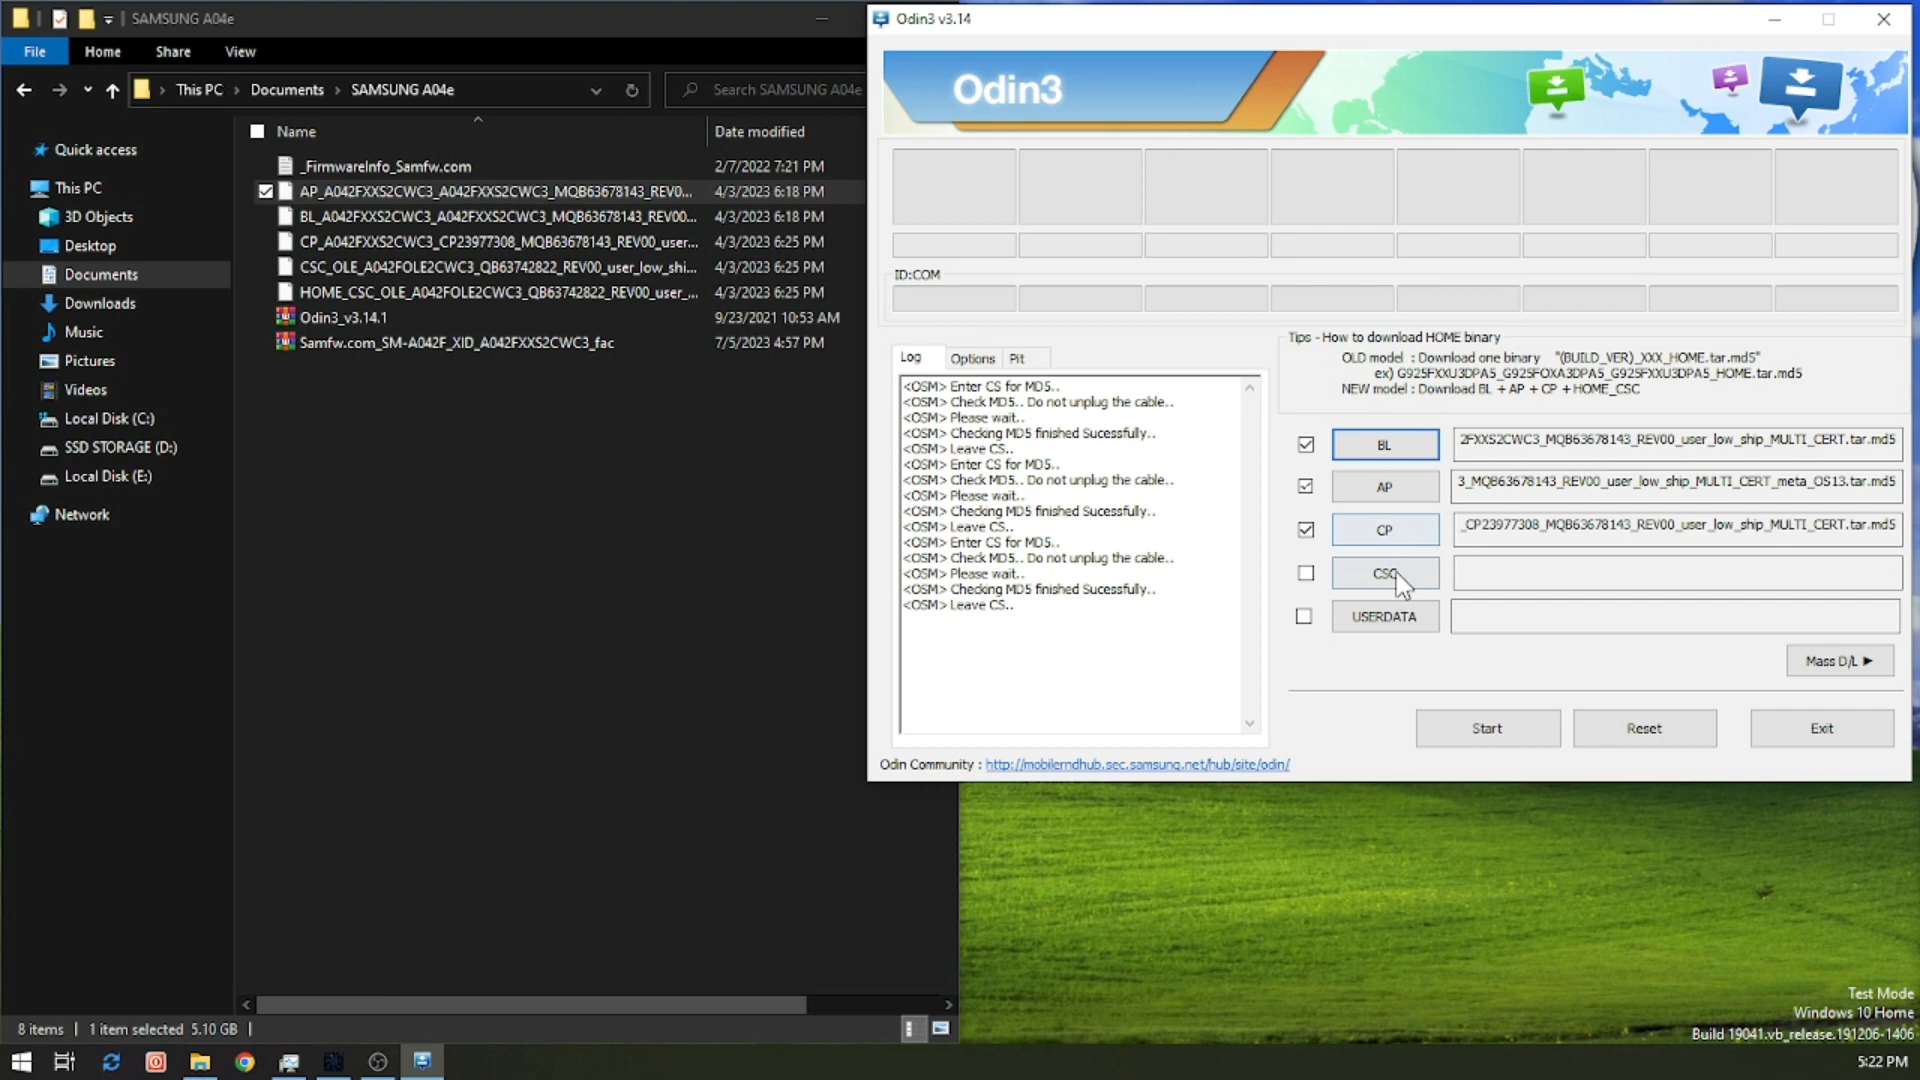 SAMSUNG A04e
File
Home
Share
View
This PC
Documents
SAMSUNG A04e
Search SAMSUNG A04e
Name
Date modified
_FirmwareInfo_Samfw.com
2/7/2022 7:21 PM
AP_A042FXXS2CWC3_A042FXXS2CWC3_MQB63678143_REV0...
4/3/2023 6:18 PM
BL_A042FXXS2CWC3_A042FXXS2CWC3_MQB63678143_REV00...
4/3/2023 6:18 PM
CP_A042FXXS2CWC3_CP23977308_MQB63678143_REV00_user...
4/3/2023 6:25 PM
CSC_OLE_A042FOLE2CWC3_QB63742822_REV00_user_low_shi...
4/3/2023 6:25 PM
HOME_CSC_OLE_A042FOLE2CWC3_QB63742822_REV00_user_...
4/3/2023 6:25 PM
Odin3_v3.14.1
9/23/2021 10:53 AM
Samfw.com_SM-A042F_XID_A042FXXS2CWC3_fac
7/5/2023 4:57 PM
Quick access
This PC
3D Objects
Desktop
Documents
Downloads
Music
Pictures
Videos
Local Disk (C:)
SSD STORAGE (D:)
Local Disk (E:)
Network
8 items
1 item selected 5.10 GB
Odin3 v3.14
Odin3
ID:COM
Log
Options
Pit
<OSM> Enter CS for MD5..
<OSM> Check MD5.. Do not unplug the cable..
<OSM> Please wait..
<OSM> Checking MD5 finished Sucessfully..
<OSM> Leave CS..
<OSM> Enter CS for MD5..
<OSM> Check MD5.. Do not unplug the cable..
<OSM> Please wait..
<OSM> Checking MD5 finished Sucessfully..
<OSM> Leave CS..
<OSM> Enter CS for MD5..
<OSM> Check MD5.. Do not unplug the cable..
<OSM> Please wait..
<OSM> Checking MD5 finished Sucessfully..
<OSM> Leave CS..
Tips - How to download HOME binary
OLD model : Download one binary "(BUILD_VER)_XXX_HOME.tar.md5"
ex) G925FXXU3DPA5_G925FOXA3DPA5_G925FXXU3DPA5_HOME.tar.md5
NEW model : Download BL + AP + CP + HOME_CSC
BL
2FXXS2CWC3_MQB63678143_REV00_user_low_ship_MULTI_CERT.tar.md5
AP
3_MQB63678143_REV00_user_low_ship_MULTI_CERT_meta_OS13.tar.md5
CP
_CP23977308_MQB63678143_REV00_user_low_ship_MULTI_CERT.tar.md5
CSC
USERDATA
Mass D/L
Start
Reset
Exit
Odin Community : http://mobilerndhub.sec.samsung.net/hub/site/odin/
Test Mode
Windows 10 Home
Build 19041.vb_release.191206-1406
5:22 PM